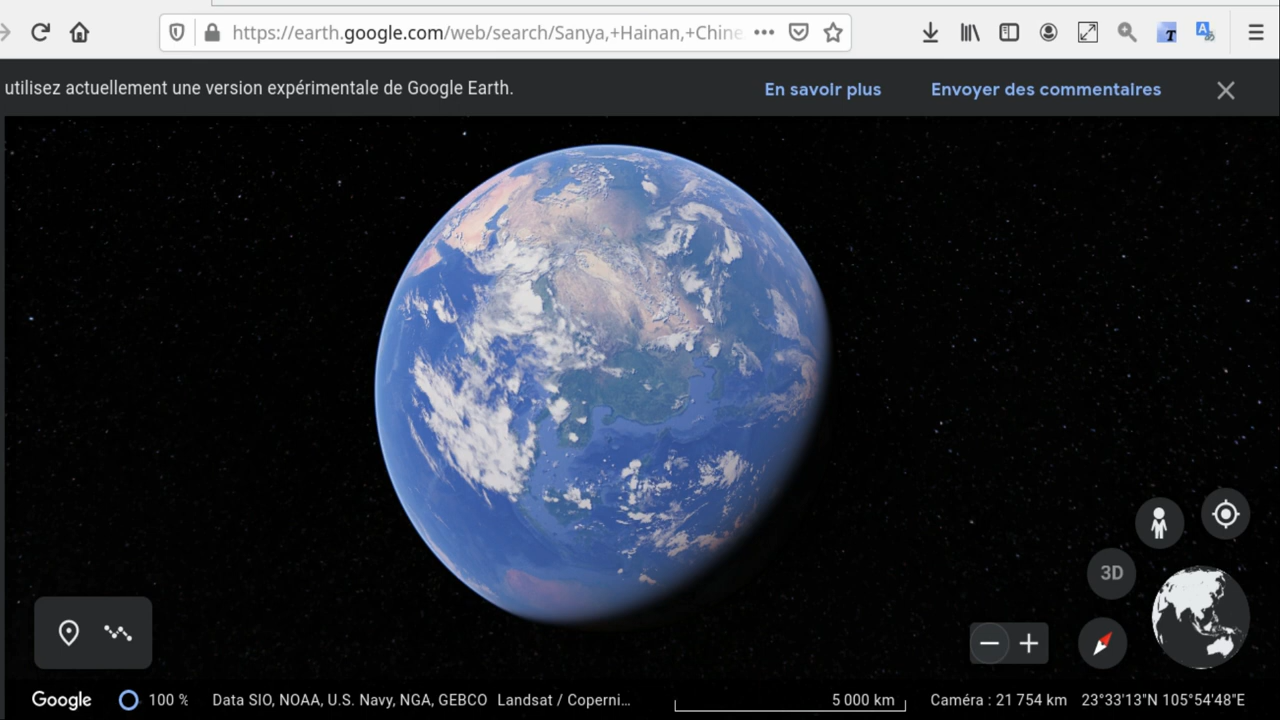 https://earth.google.com/web/search/Sanya,+Hainan,+Chine
utilisez actuellement une version expérimentale de Google Earth.
En savoir plus
Envoyer des commentaires
3D
Google
100 %
Data SIO, NOAA, U.S. Navy, NGA, GEBCO Landsat / Coperni...
5 000 km
Caméra : 21 754 km
23°33'13"N 105°54'48"E